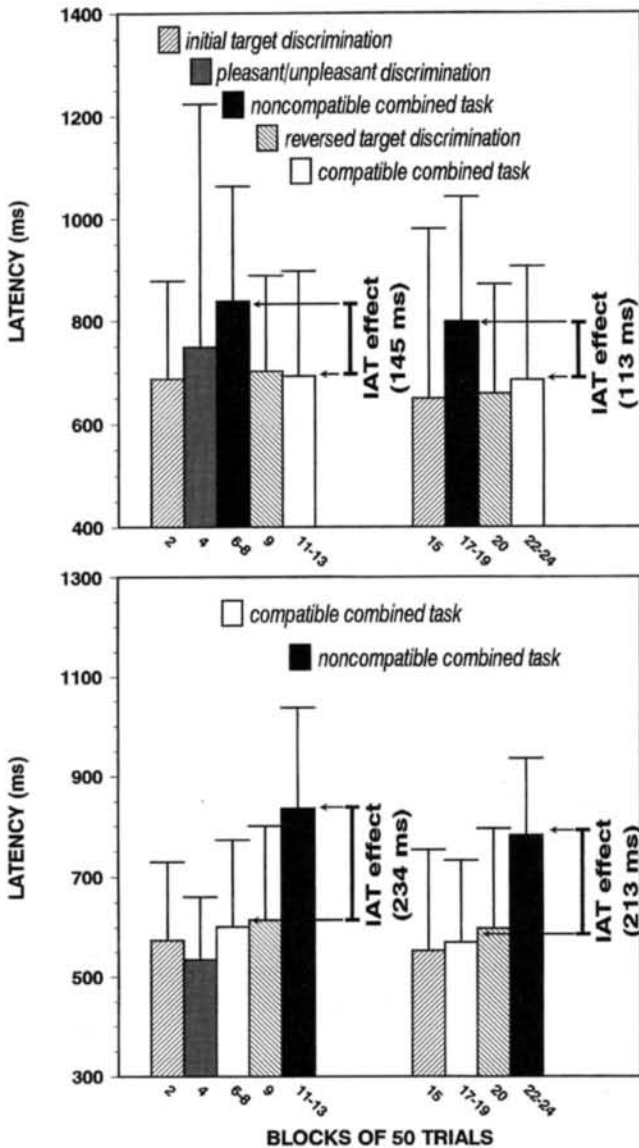 1400
initial target discrimination
pleasant/unpleasant discrimination
1200
noncompatible combined task
reversed target discrimination
compatible combined task
1000
LATENCY (ms)
800
IAT effect
(145 ms)
IAT effect
(113 ms)
600
400
2 4 6-8 9 11-13 15 17-19 20 22-24
1300
compatible combined task
noncompatible combined task
1100
LATENCY (ms)
900
IAT effect
(234 ms)
IAT effect
(213 ms)
700
500
300
2 4 6-8 9 11-13 15 17-19 20 22-24
BLOCKS OF 50 TRIALS